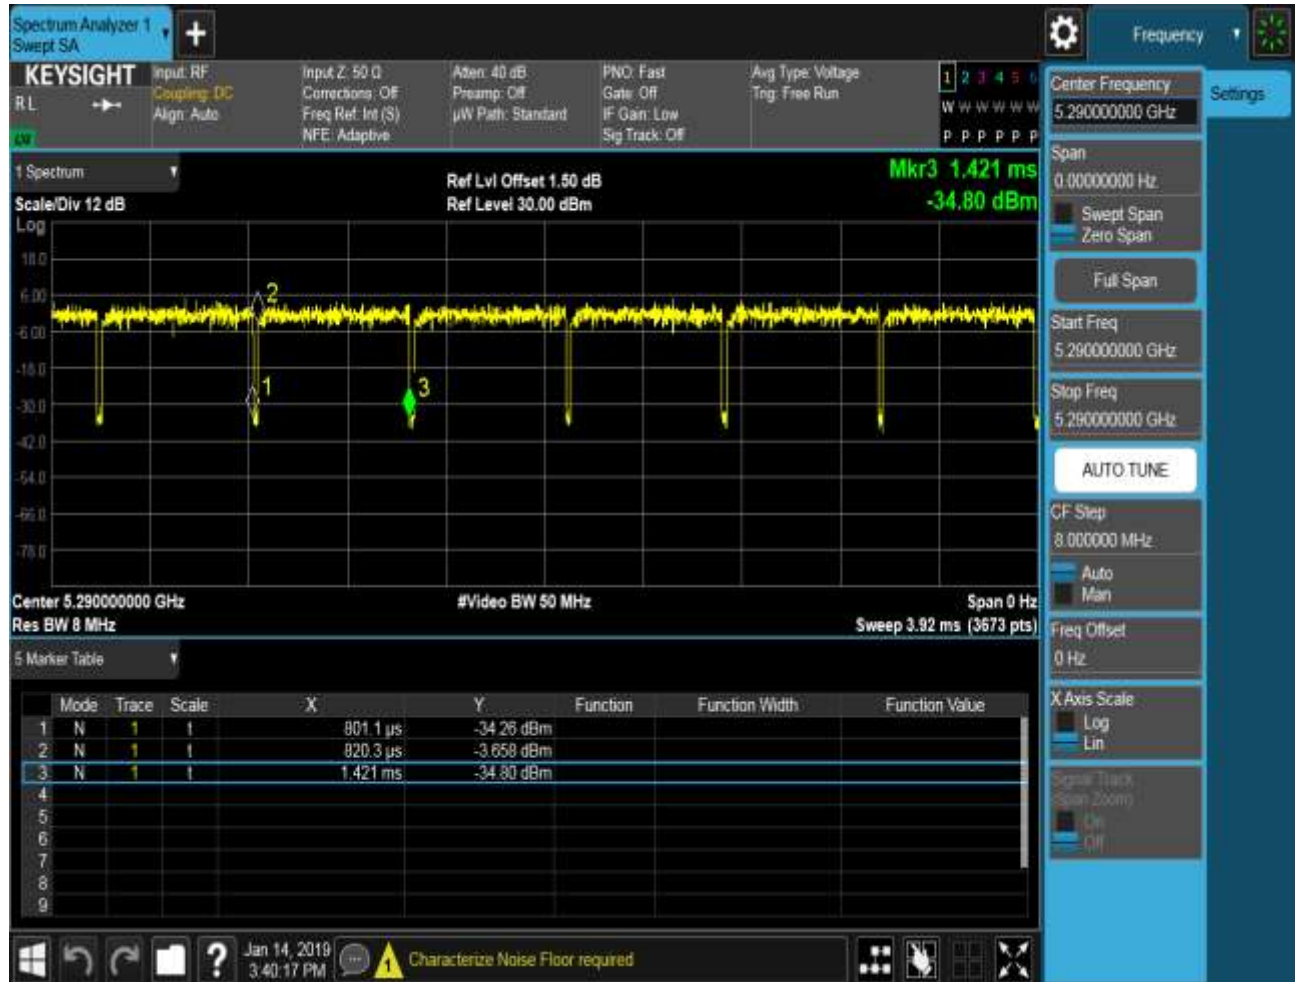 Spectrum Analyzer 1
Swept SA
+
Frequency
KEYSIGHT
RL
Input: RF
Coupling: DC
Align: Auto
Input Z: 50 Ω
Corrections: Off
Freq Ref: Int (S)
NFE: Adaptive
Atten: 40 dB
Preamp: Off
µW Path: Standard
PNO: Fast
Gate: Off
IF Gain: Low
Sig Track: Off
Avg Type: Voltage
Trig: Free Run
1 2 3 4 5 6
W W W W W W
P P P P P P
1 Spectrum
Scale/Div 12 dB
Ref Lvl Offset 1.50 dB
Ref Level 30.00 dBm
Mkr3 1.421 ms
-34.80 dBm
Log
18.0
6.00
-6.00
-18.0
-30.0
-42.0
-54.0
-66.0
-78.0
2
1
3
Center 5.290000000 GHz
#Video BW 50 MHz
Span 0 Hz
Res BW 8 MHz
Sweep 3.92 ms (3673 pts)
5 Marker Table
Mode Trace Scale X Y Function Function Width Function Value
1 N 1 t 801.1 µs -34.26 dBm
2 N 1 t 820.3 µs -3.658 dBm
3 N 1 t 1.421 ms -34.80 dBm
4
5
6
7
8
9
Jan 14, 2019
3:40:17 PM
?
1
Characterize Noise Floor required
Center Frequency
5.290000000 GHz
Settings
Span
0.00000000 Hz
Swept Span
Zero Span
Full Span
Start Freq
5.290000000 GHz
Stop Freq
5.290000000 GHz
AUTO TUNE
CF Step
8.000000 MHz
Auto
Man
Freq Offset
0 Hz
X Axis Scale
Log
Lin
Signal Track
(Span Zoom)
On
Off